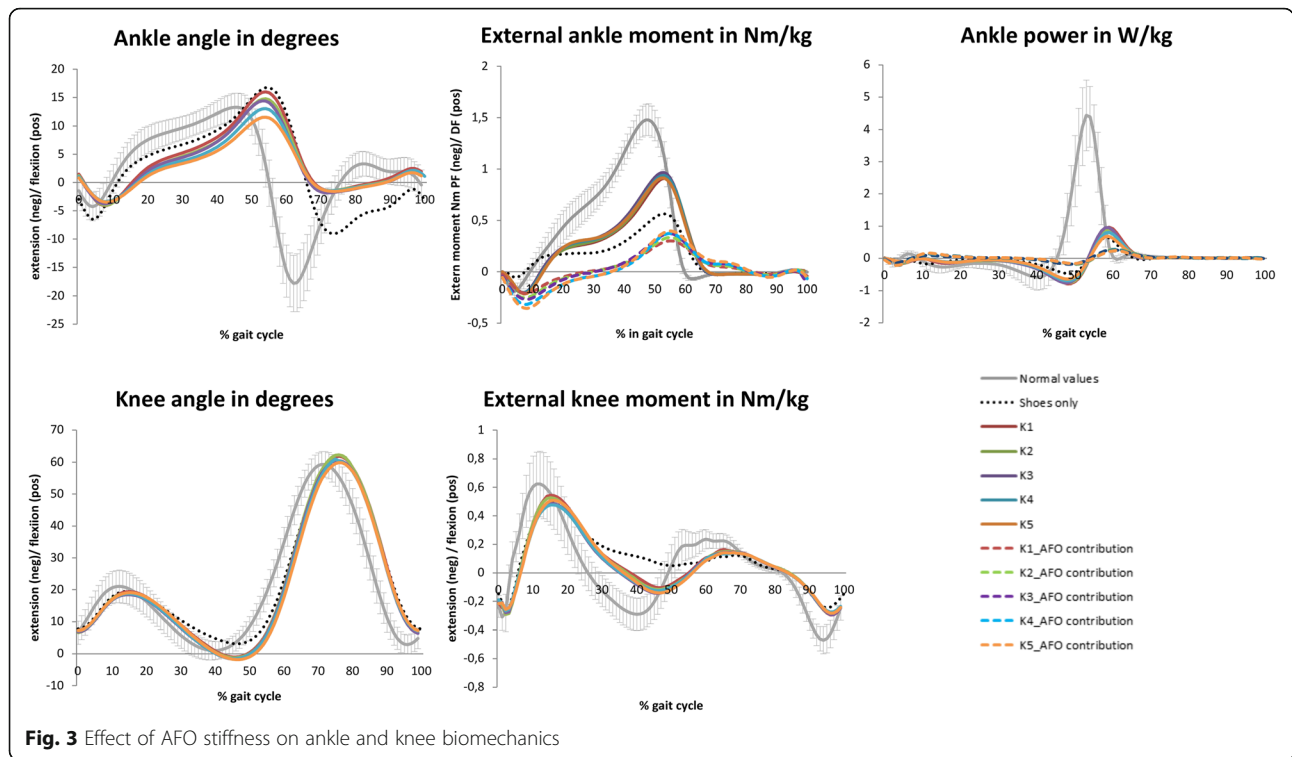 Ankle angle in degrees
extension (neg)/ flexiion (pos)
20
15
10
5
0
-5
-10
-15
-20
-25
0 10 20 30 40 50 60 70 80 90 100
% gait cycle
External ankle moment in Nm/kg
Extern moment Nm PF (neg)/ DF (pos)
2
1,5
1
0,5
0
-0,5
0 10 20 30 40 50 60 70 80 90 100
% in gait cycle
Ankle power in W/kg
6
5
4
3
2
1
0
-1
-2
0 10 20 30 40 50 60 70 80 90 100
% gait cycle
Knee angle in degrees
extension (neg)/ flexiion (pos)
70
60
50
40
30
20
10
0
-10
0 10 20 30 40 50 60 70 80 90 100
% gait cycle
External knee moment in Nm/kg
extension (neg) / flexion (pos)
1
0,8
0,6
0,4
0,2
0
-0,2
-0,4
-0,6
-0,8
0 10 20 30 40 50 60 70 80 90 100
% gait cycle
Normal values
Shoes only
K1
K2
K3
K4
K5
K1_AFO contribution
K2_AFO contribution
K3_AFO contribution
K4_AFO contribution
K5_AFO contribution
Fig. 3 Effect of AFO stiffness on ankle and knee biomechanics